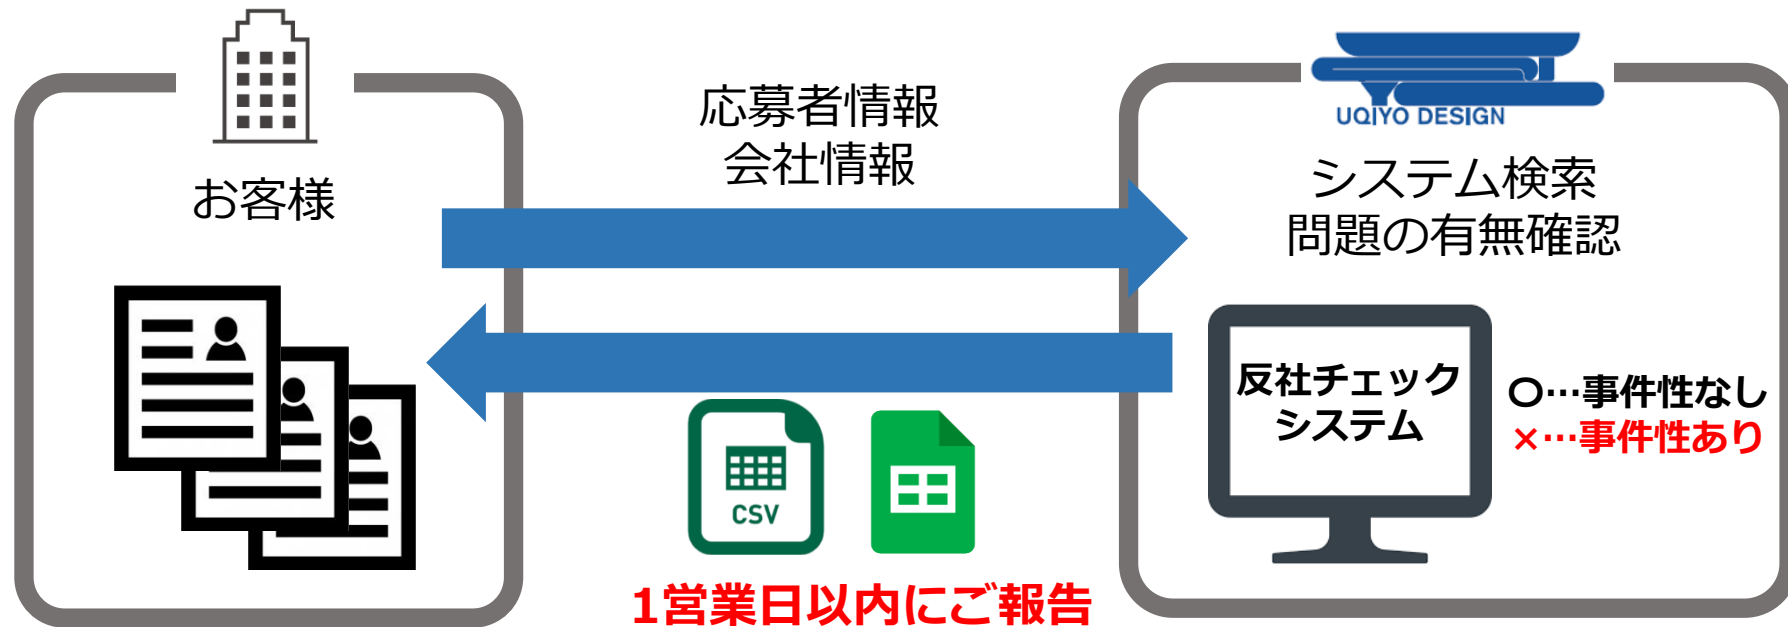 お客様
応募者情報
会社情報
CSV
1営業日以内にご報告
UQIYO DESIGN
システム検索
問題の有無確認
反社チェック
システム
〇…事件性なし
×…事件性あり